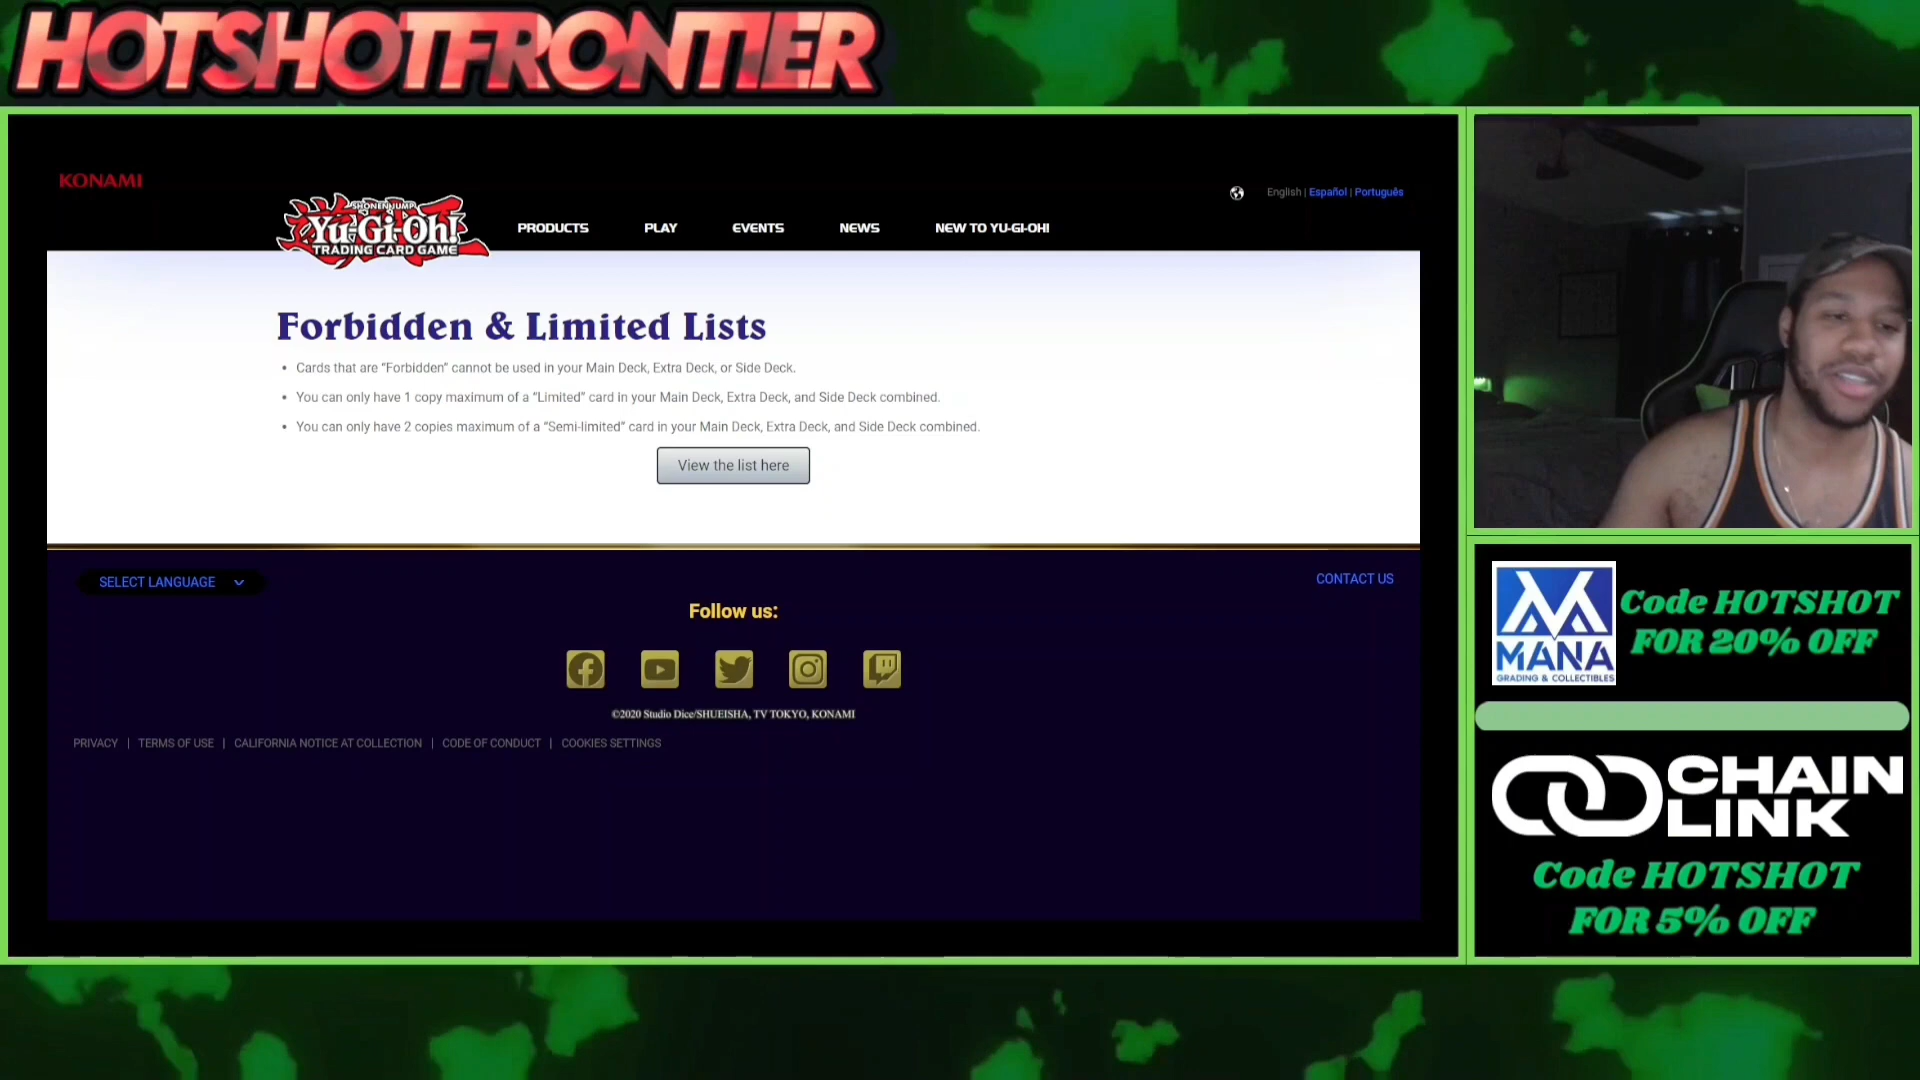 HOTSHOTFRONTIER
KONAMI
English | Español | Português
SHONEN JUMP
Yu-Gi-Oh!
TRADING CARD GAME
PRODUCTS
PLAY
EVENTS
NEWS
NEW TO YU-GI-OH!
Forbidden & Limited Lists
• Cards that are “Forbidden” cannot be used in your Main Deck, Extra Deck, or Side Deck.
• You can only have 1 copy maximum of a “Limited” card in your Main Deck, Extra Deck, and Side Deck combined.
• You can only have 2 copies maximum of a “Semi-limited” card in your Main Deck, Extra Deck, and Side Deck combined.
View the list here
SELECT LANGUAGE
CONTACT US
Follow us:
©2020 Studio Dice/SHUEISHA, TV TOKYO, KONAMI
PRIVACY | TERMS OF USE | CALIFORNIA NOTICE AT COLLECTION | CODE OF CONDUCT | COOKIES SETTINGS
MANA
GRADING & COLLECTIBLES
Code HOTSHOT
FOR 20% OFF
CHAIN
LINK
Code HOTSHOT
FOR 5% OFF